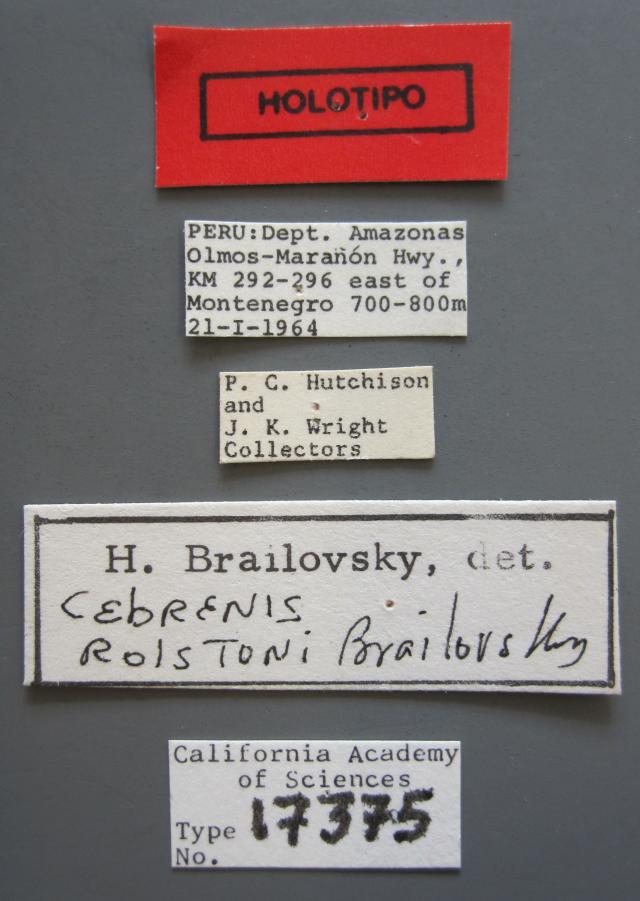 HOLOTIPO
PERU:Dept. Amazonas
Olmos-Marañón Hwy.,
KM 292-296 east of
Montenegro 700-800m
21-I-1964
P. C. Hutchison
and
J. K. Wright
Collectors
H. Brailovsky, det.
CEbRENIS
ROlSTONi Brailovsky
California Academy
of Sciences
Type 17375
No.